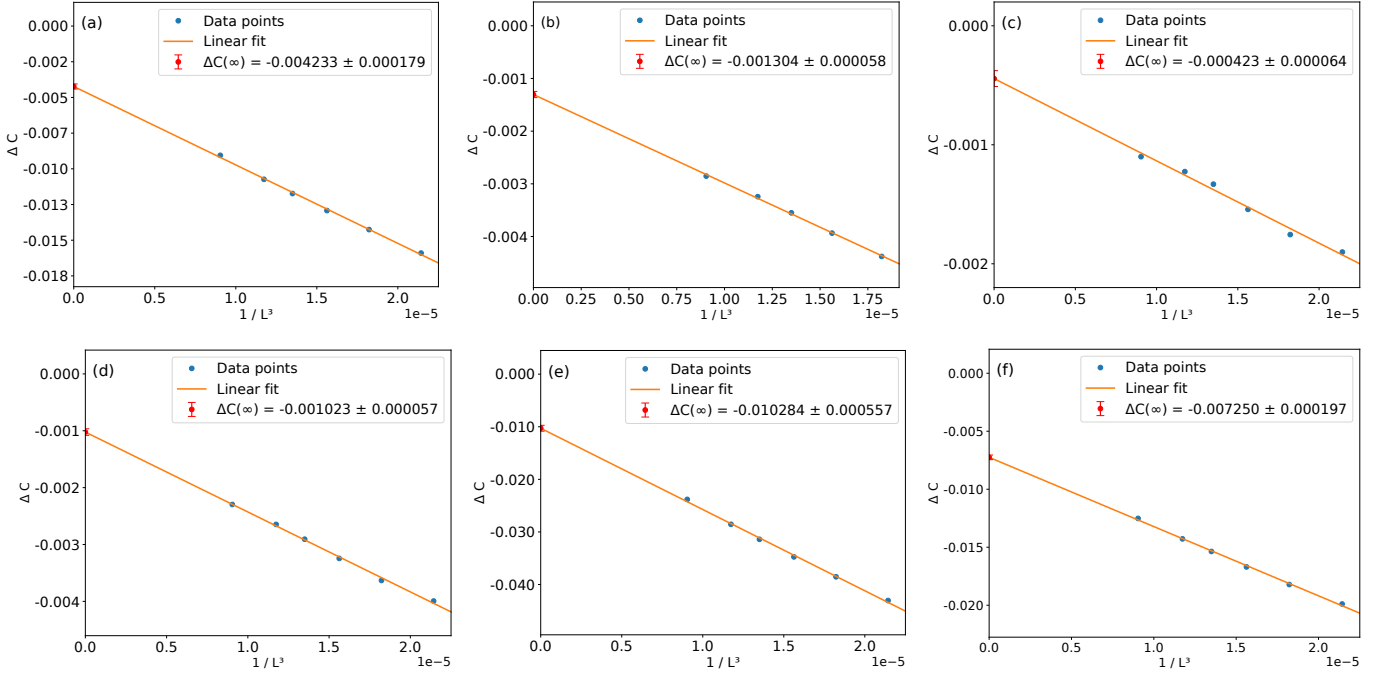 (a)
Data points
Linear fit
ΔC(∞) = -0.004233 ± 0.000179
0.000
-0.002
-0.005
-0.007
-0.010
-0.013
-0.015
-0.018
Δ C
0.0
0.5
1.0
1.5
2.0
1e−5
1 / L³
(b)
Data points
Linear fit
ΔC(∞) = -0.001304 ± 0.000058
0.000
-0.001
-0.002
-0.003
-0.004
Δ C
0.00
0.25
0.50
0.75
1.00
1.25
1.50
1.75
1e−5
1 / L³
(c)
Data points
Linear fit
ΔC(∞) = -0.000423 ± 0.000064
0.000
-0.001
-0.002
Δ C
0.0
0.5
1.0
1.5
2.0
1e−5
1 / L³
(d)
Data points
Linear fit
ΔC(∞) = -0.001023 ± 0.000057
0.000
-0.001
-0.002
-0.003
-0.004
Δ C
0.0
0.5
1.0
1.5
2.0
1e−5
1 / L³
(e)
Data points
Linear fit
ΔC(∞) = -0.010284 ± 0.000557
0.000
-0.010
-0.020
-0.030
-0.040
Δ C
0.0
0.5
1.0
1.5
2.0
1e−5
1 / L³
(f)
Data points
Linear fit
ΔC(∞) = -0.007250 ± 0.000197
0.000
-0.005
-0.010
-0.015
-0.020
Δ C
0.0
0.5
1.0
1.5
2.0
1e−5
1 / L³